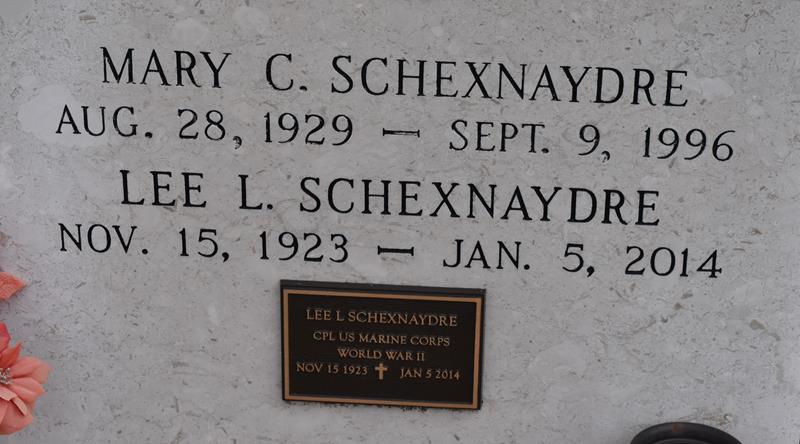 MARY C. SCHEXNAYDRE
AUG. 28, 1929 — SEPT. 9, 1996
LEE L. SCHEXNAYDRE
NOV. 15, 1923 — JAN. 5, 2014
LEE L SCHEXNAYDRE
CPL US MARINE CORPS
WORLD WAR II
NOV 15 1923 ✝ JAN 5 2014